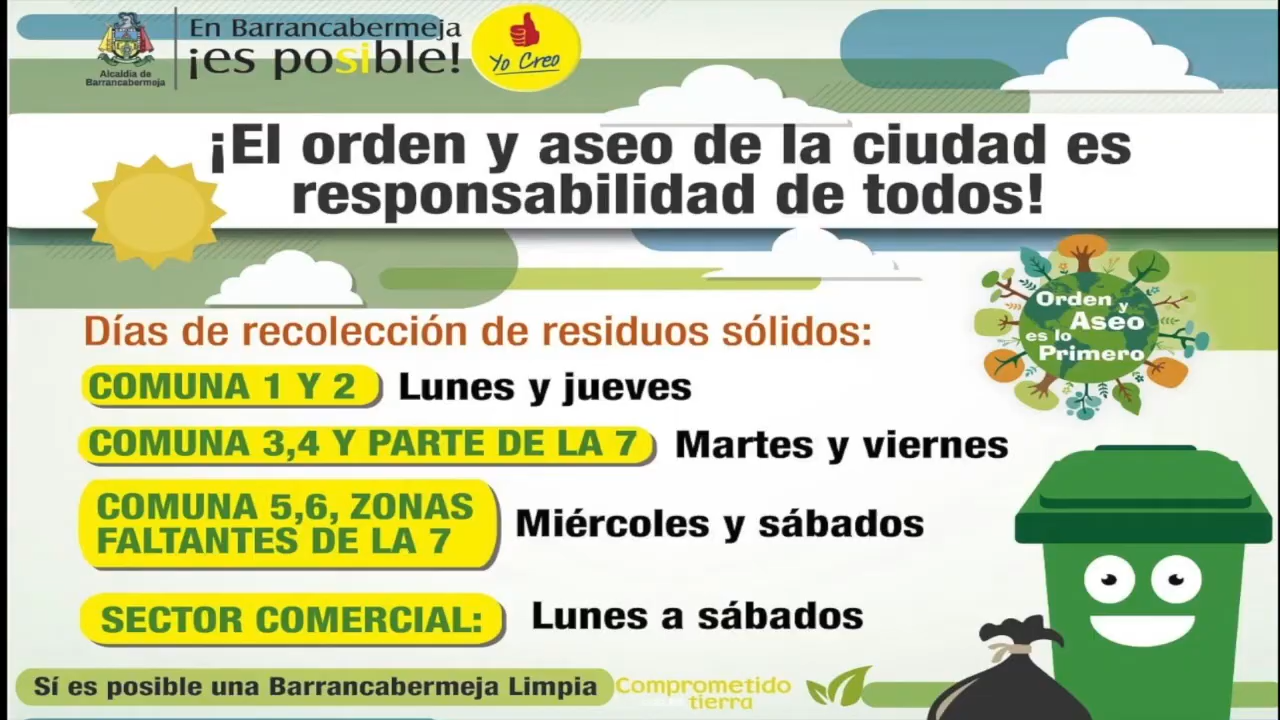 Alcaldía de
Barrancabermeja
En Barrancabermeja
¡es posible!
Yo Creo
¡El orden y aseo de la ciudad es
responsabilidad de todos!
Orden y
Aseo
es lo
Primero
Días de recolección de residuos sólidos:
COMUNA 1 Y 2 Lunes y jueves
COMUNA 3,4 Y PARTE DE LA 7 Martes y viernes
COMUNA 5,6, ZONAS
FALTANTES DE LA 7 Miércoles y sábados
SECTOR COMERCIAL: Lunes a sábados
Sí es posible una Barrancabermeja Limpia
Comprometido
tierra